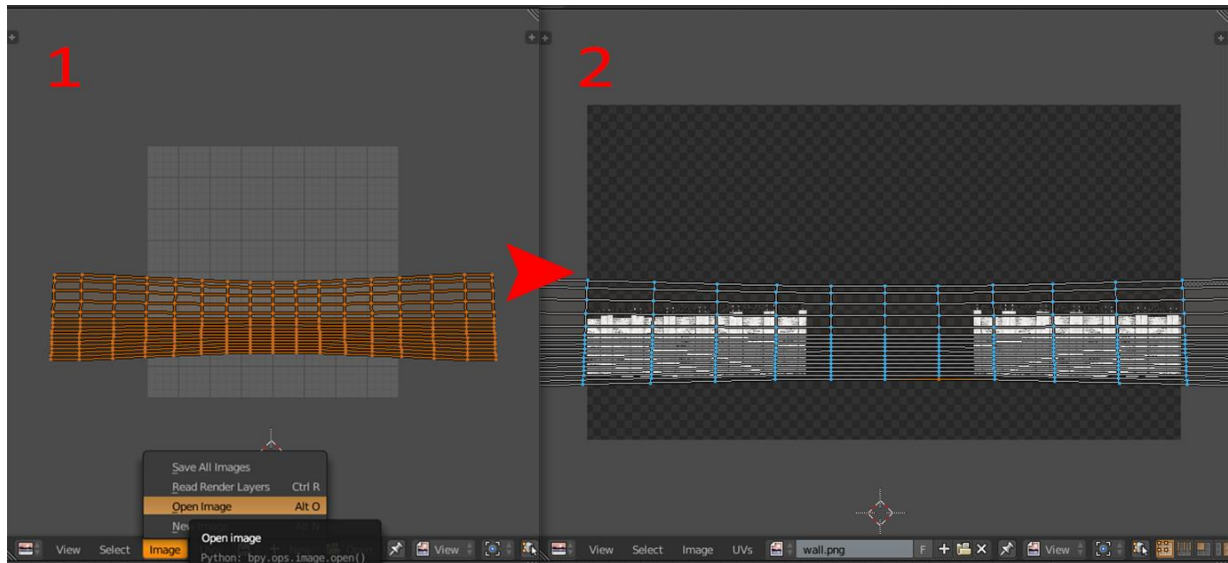 1
Save All Images
Read Render Layers Ctrl R
Open Image Alt O
Open image
Python: bpy.ops.image.open()
View Select Image View
2
View Select Image UVs wall.png F View